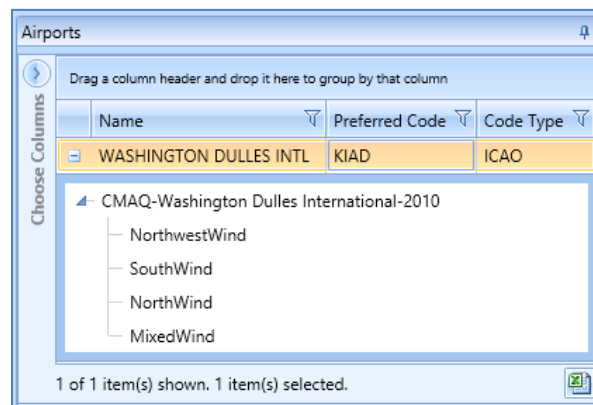 Airports
Choose Columns
Drag a column header and drop it here to group by that column
Name Preferred Code Code Type
WASHINGTON DULLES INTL KIAD ICAO
CMAQ-Washington Dulles International-2010
NorthwestWind
SouthWind
NorthWind
MixedWind
1 of 1 item(s) shown. 1 item(s) selected.